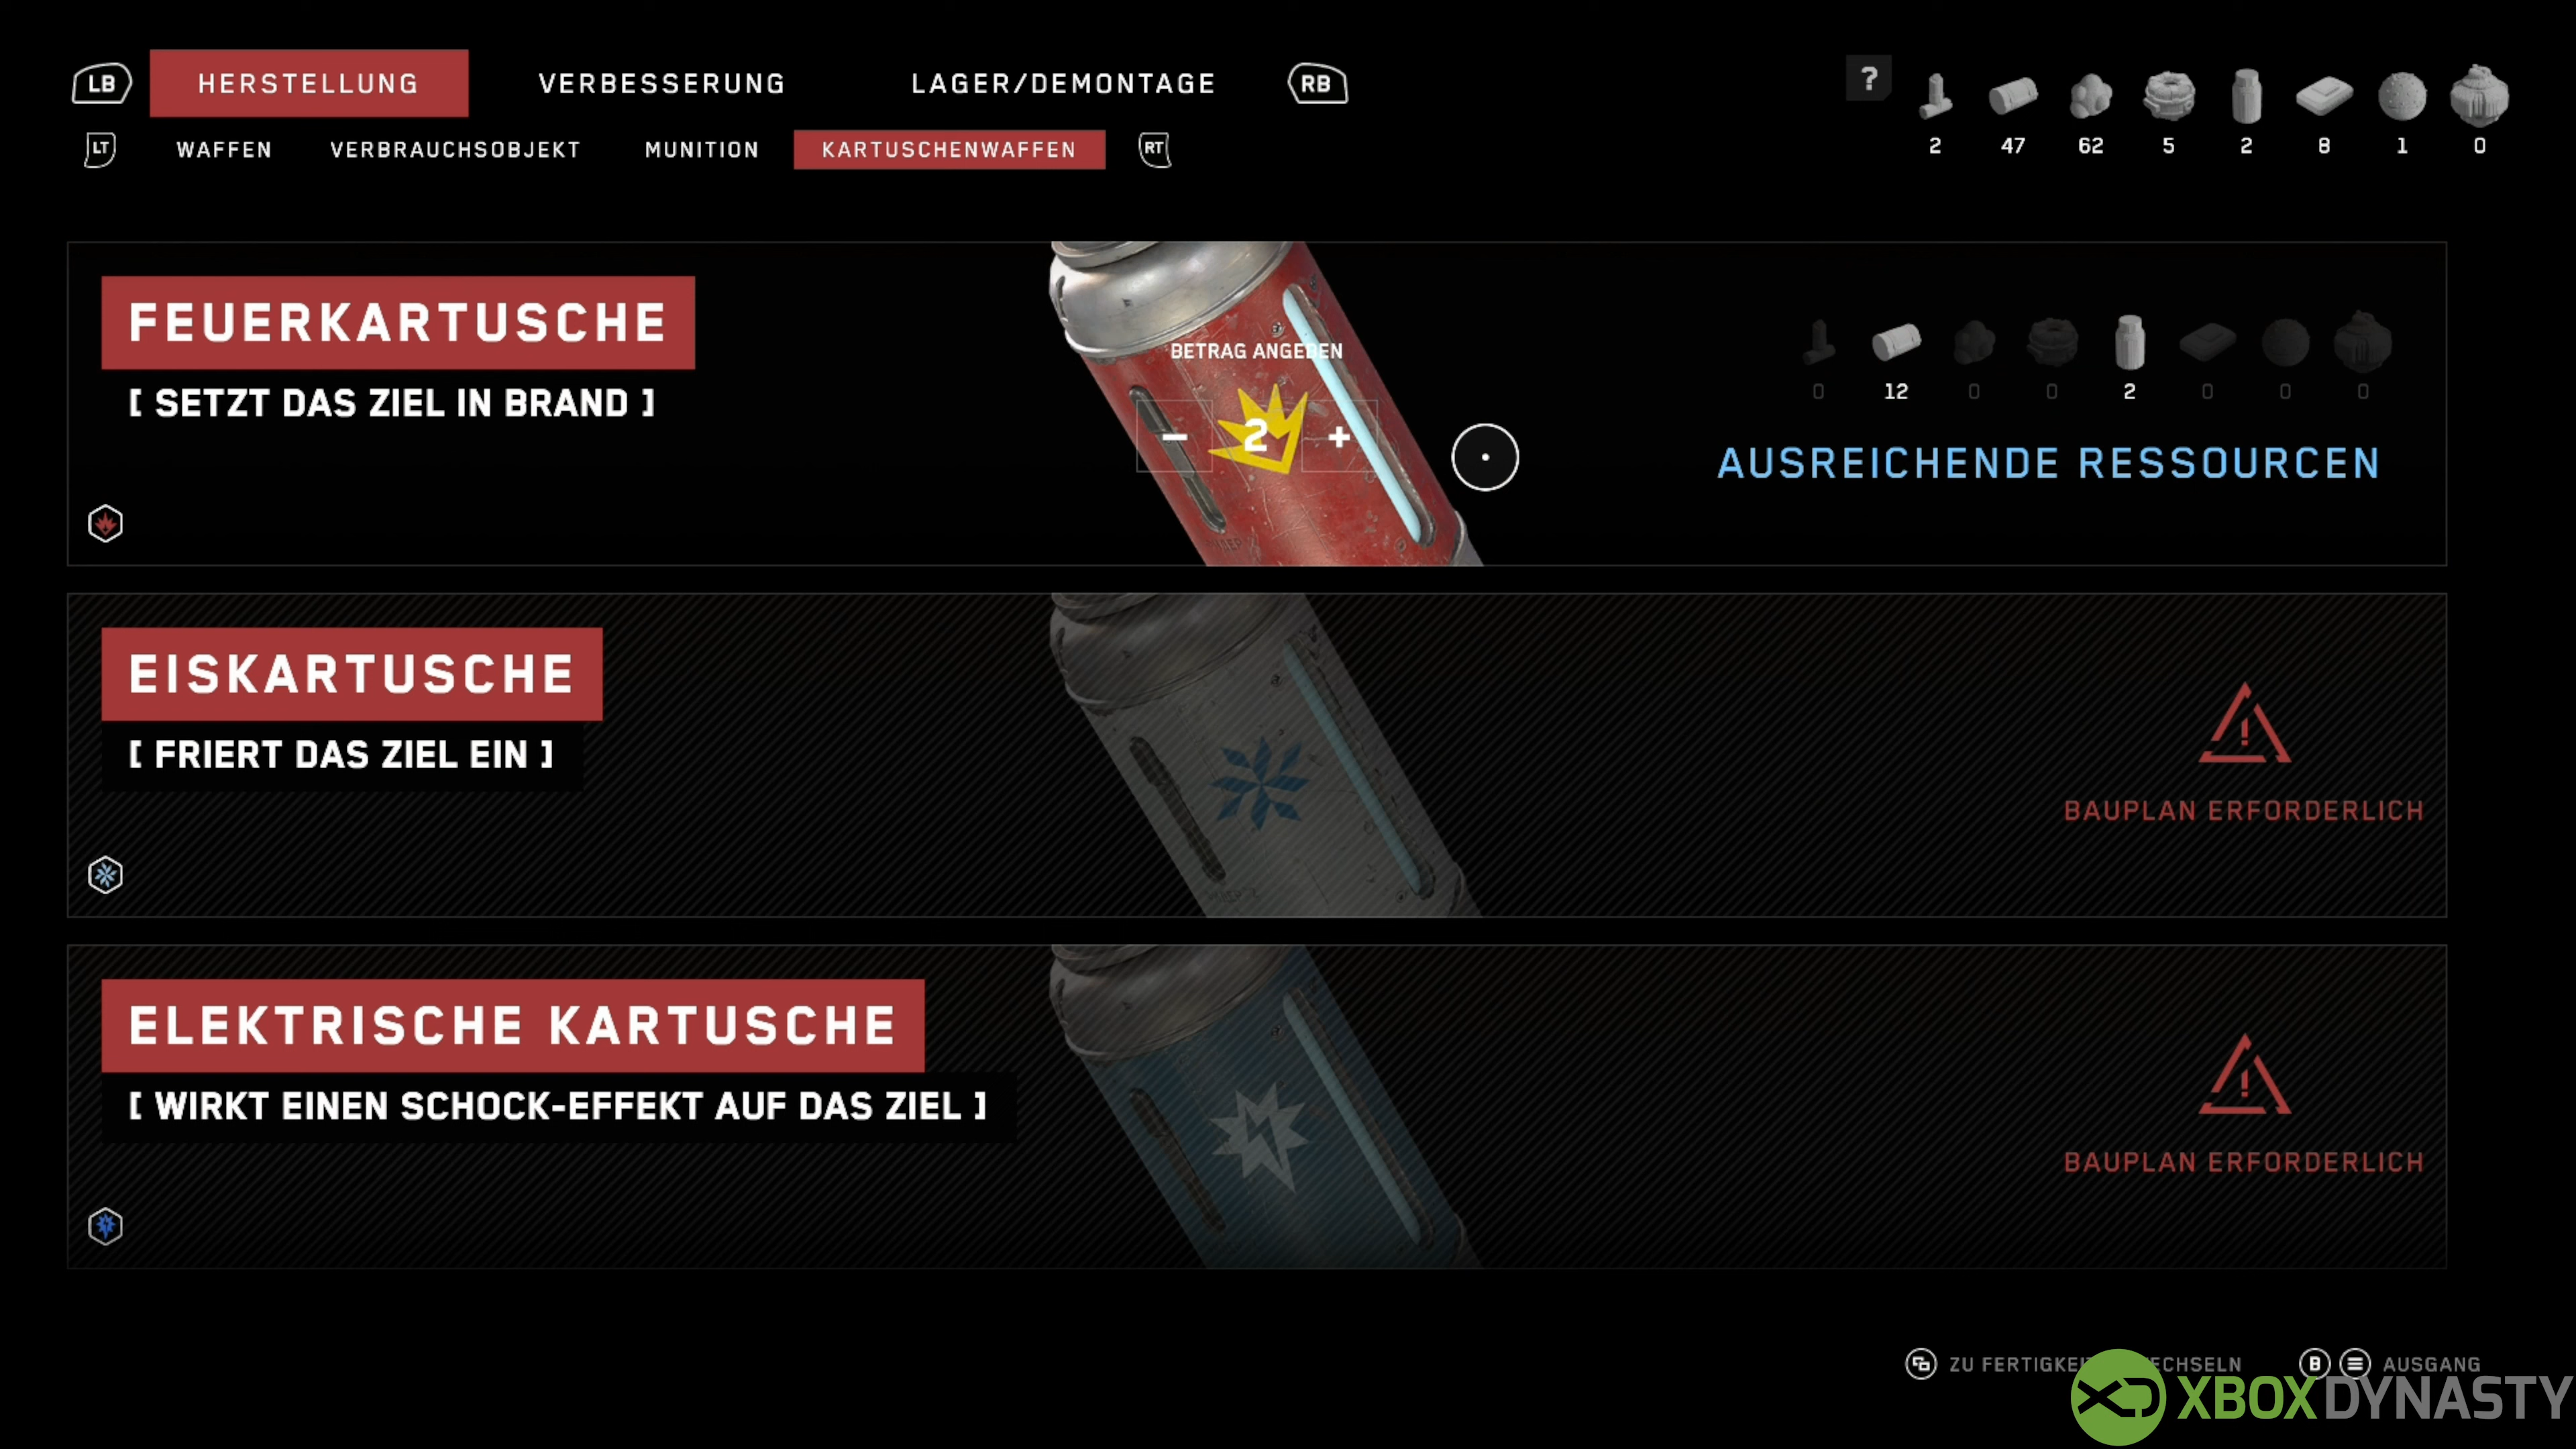 LB HERSTELLUNG VERBESSERUNG LAGER/DEMONTAGE RB ?
LT WAFFEN VERBRAUCHSOBJEKT MUNITION KARTUSCHENWAFFEN RT
2 47 62 5 2 8 1 0
FEUERKARTUSCHE
[ SETZT DAS ZIEL IN BRAND ]
BETRAG ANGEBEN
- 2 +
0 12 0 0 2 0 0 0
AUSREICHENDE RESSOURCEN
EISKARTUSCHE
[ FRIERT DAS ZIEL EIN ]
BAUPLAN ERFORDERLICH
ELEKTRISCHE KARTUSCHE
[ WIRKT EINEN SCHOCK-EFFEKT AUF DAS ZIEL ]
BAUPLAN ERFORDERLICH
ZU B AUSGANG
XBOXDYNASTY